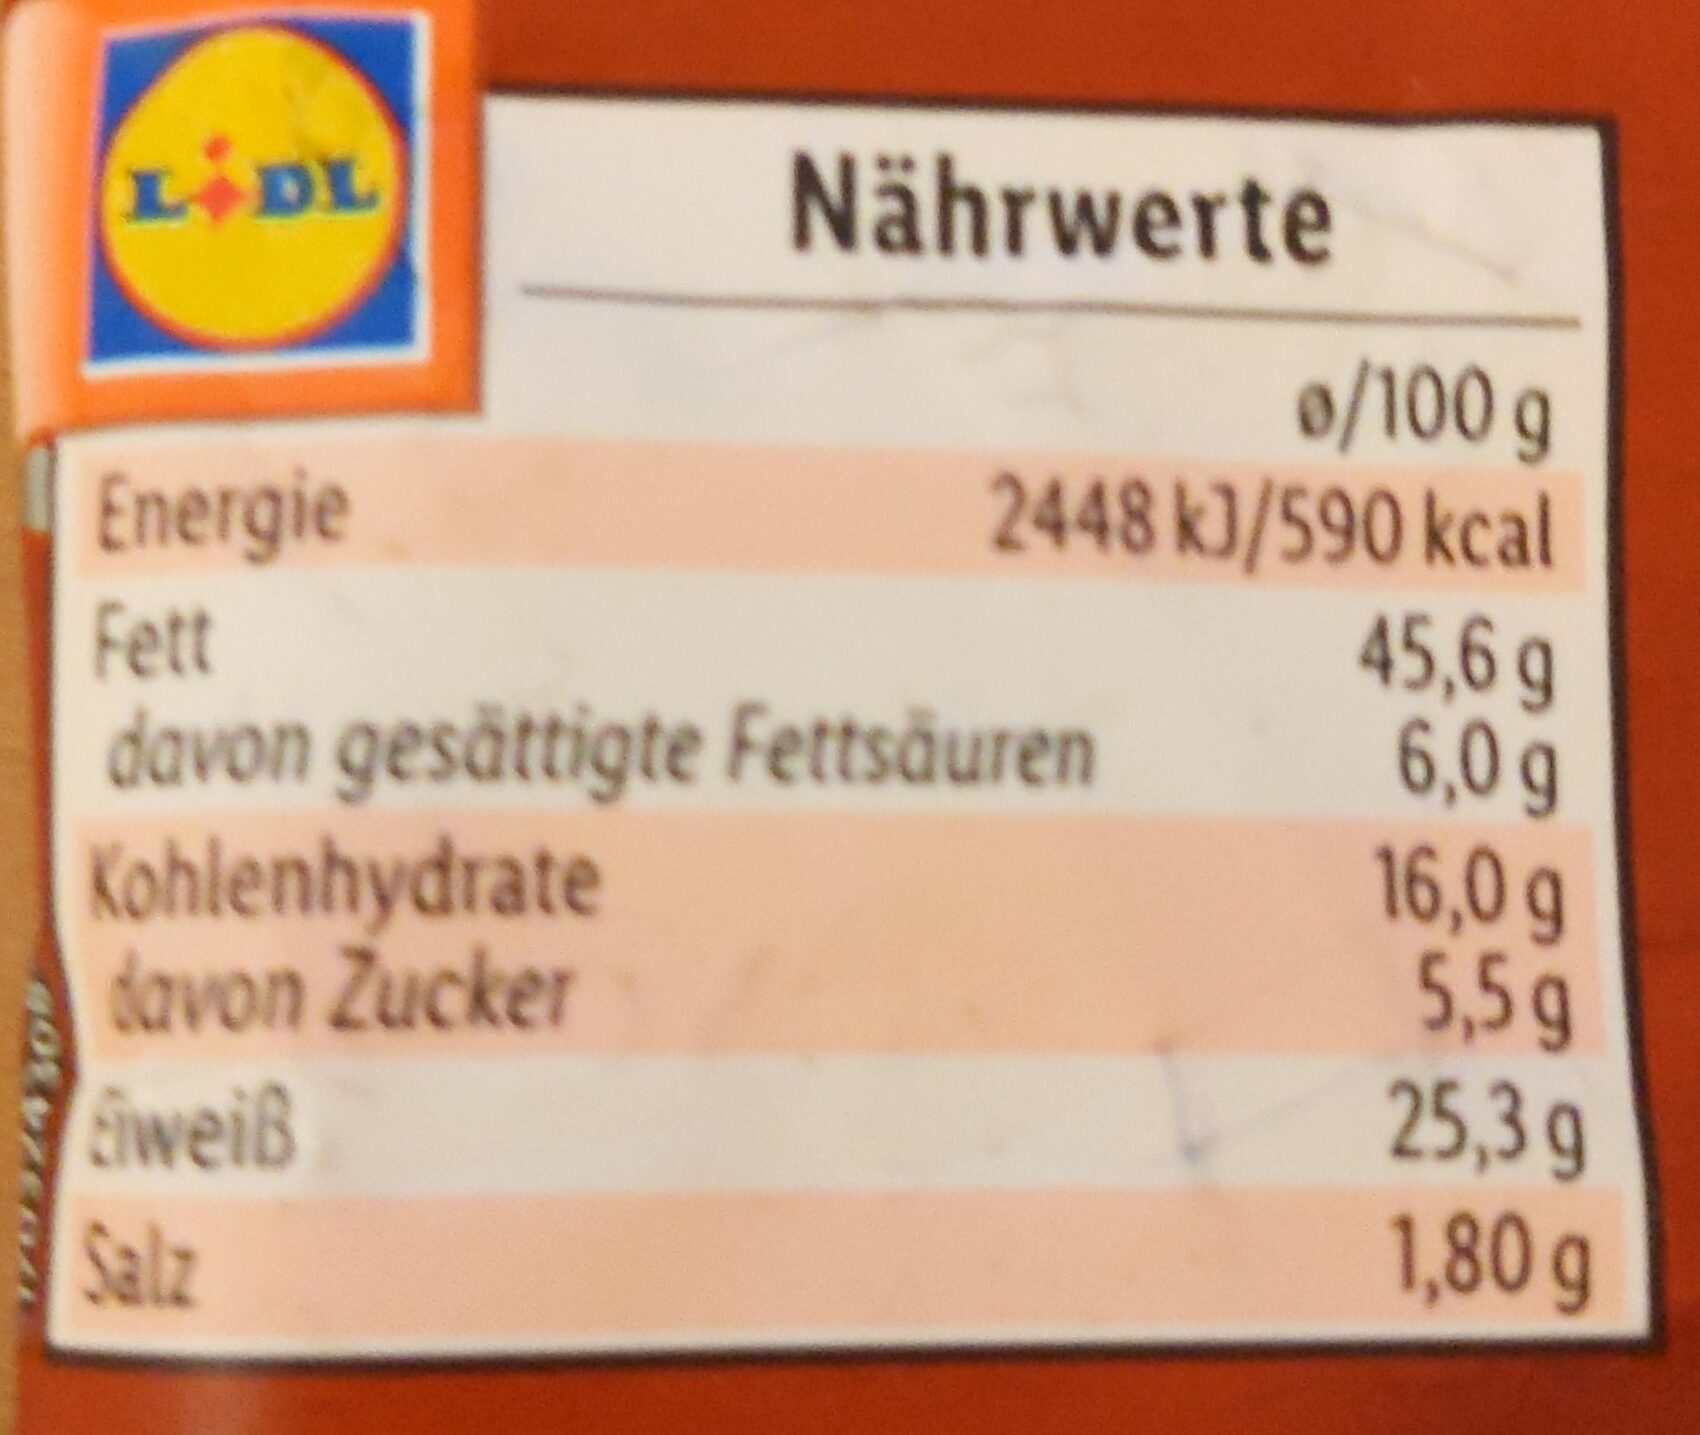 LIDL
Nährwerte
ø/100 g
Energie 2448 kJ/590 kcal
Fett 45,6 g
davon gesättigte Fettsäuren 6,0 g
Kohlenhydrate 16,0 g
davon Zucker 5,5 g
Eiweiß 25,3 g
Salz 1,80 g